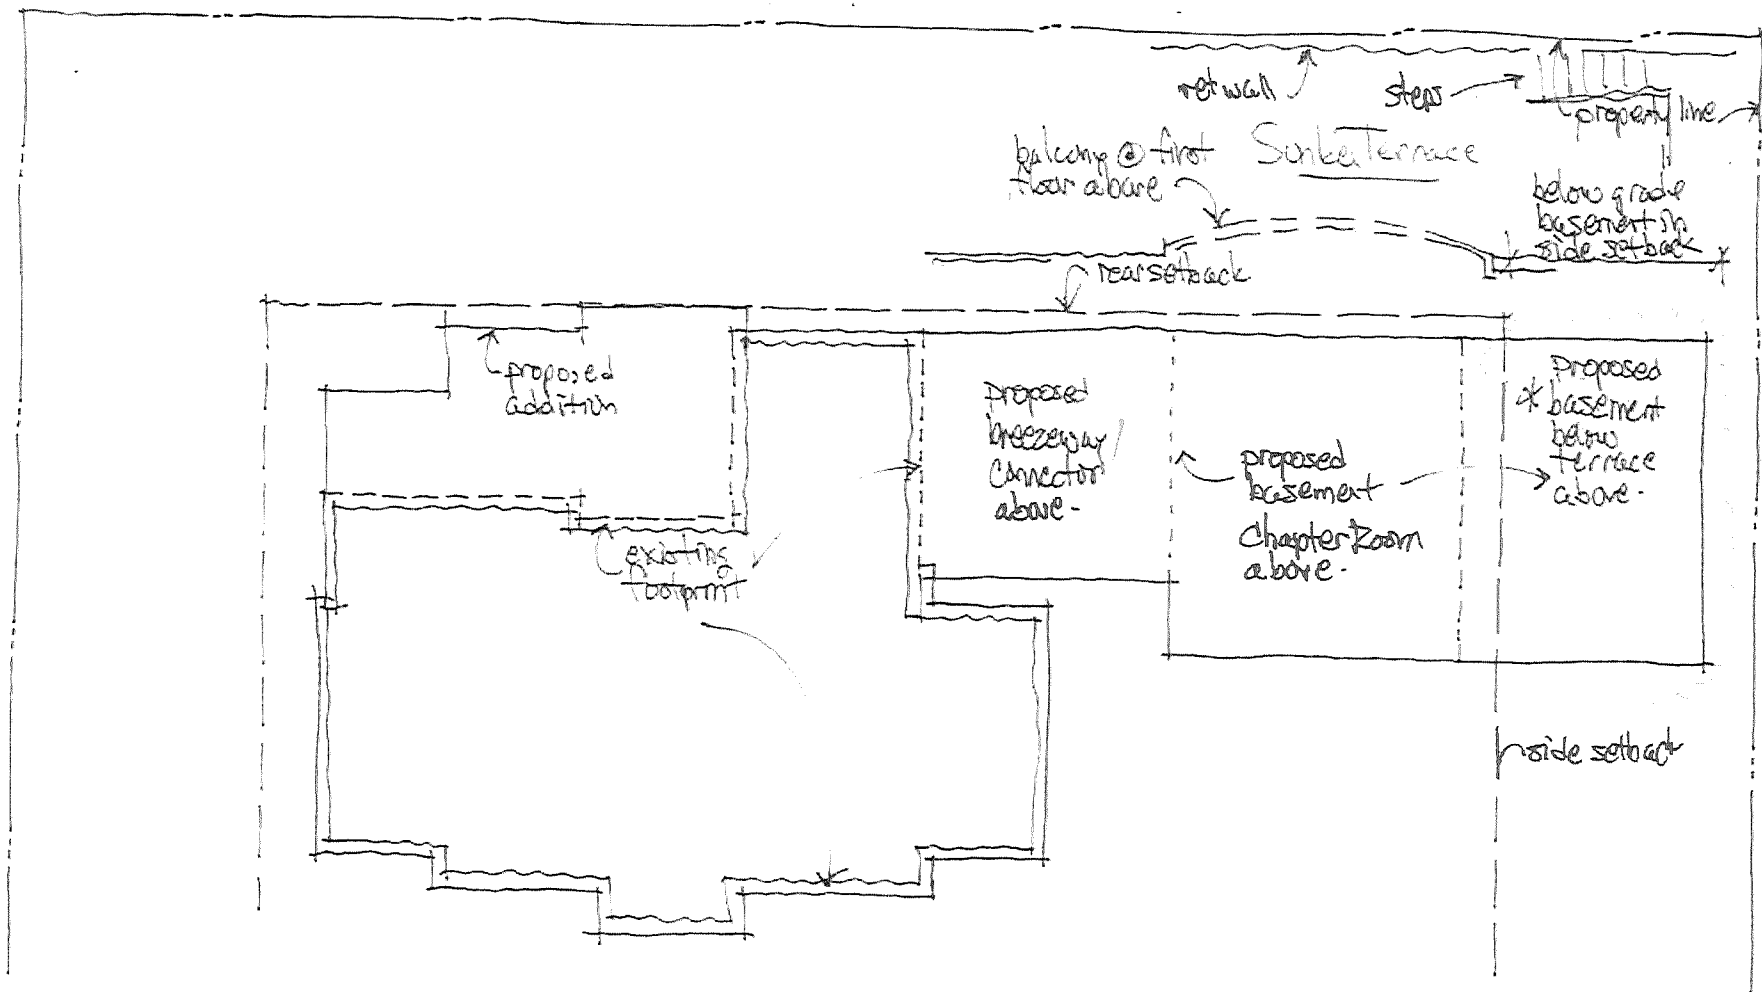 ret wall
steps
property line
balcony @ first
floor above
Sunken Terrace
below grade
basement in
side setback
rear setback
proposed
addition
existing
footprint
proposed
breezeway/
connector
above.
proposed
basement
Chapter Room
above.
proposed
* basement
below
terrace
above.
side setback